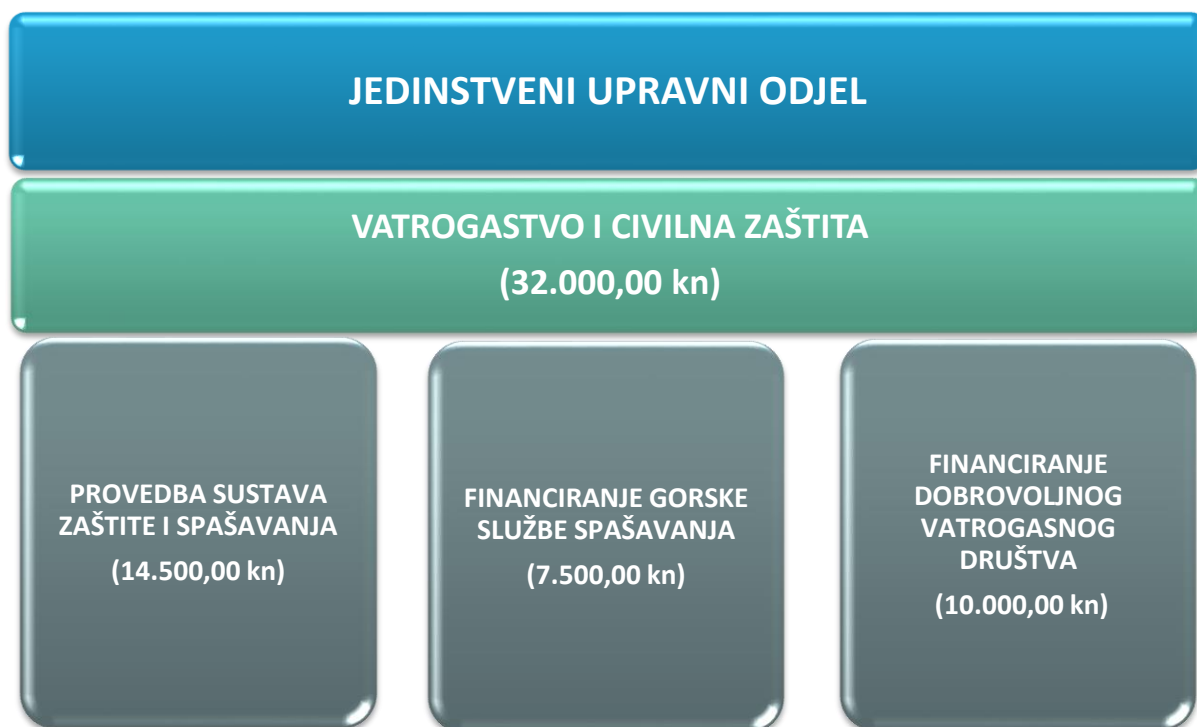 JEDINSTVENI UPRAVNI ODJEL
VATROGASTVO I CIVILNA ZAŠTITA
(32.000,00 kn)
PROVEDBA SUSTAVA
ZAŠTITE I SPAŠAVANJA
(14.500,00 kn)
FINANCIRANJE GORSKE
SLUŽBE SPAŠAVANJA
(7.500,00 kn)
FINANCIRANJE
DOBROVOLJNOG
VATROGASNOG
DRUŠTVA
(10.000,00 kn)